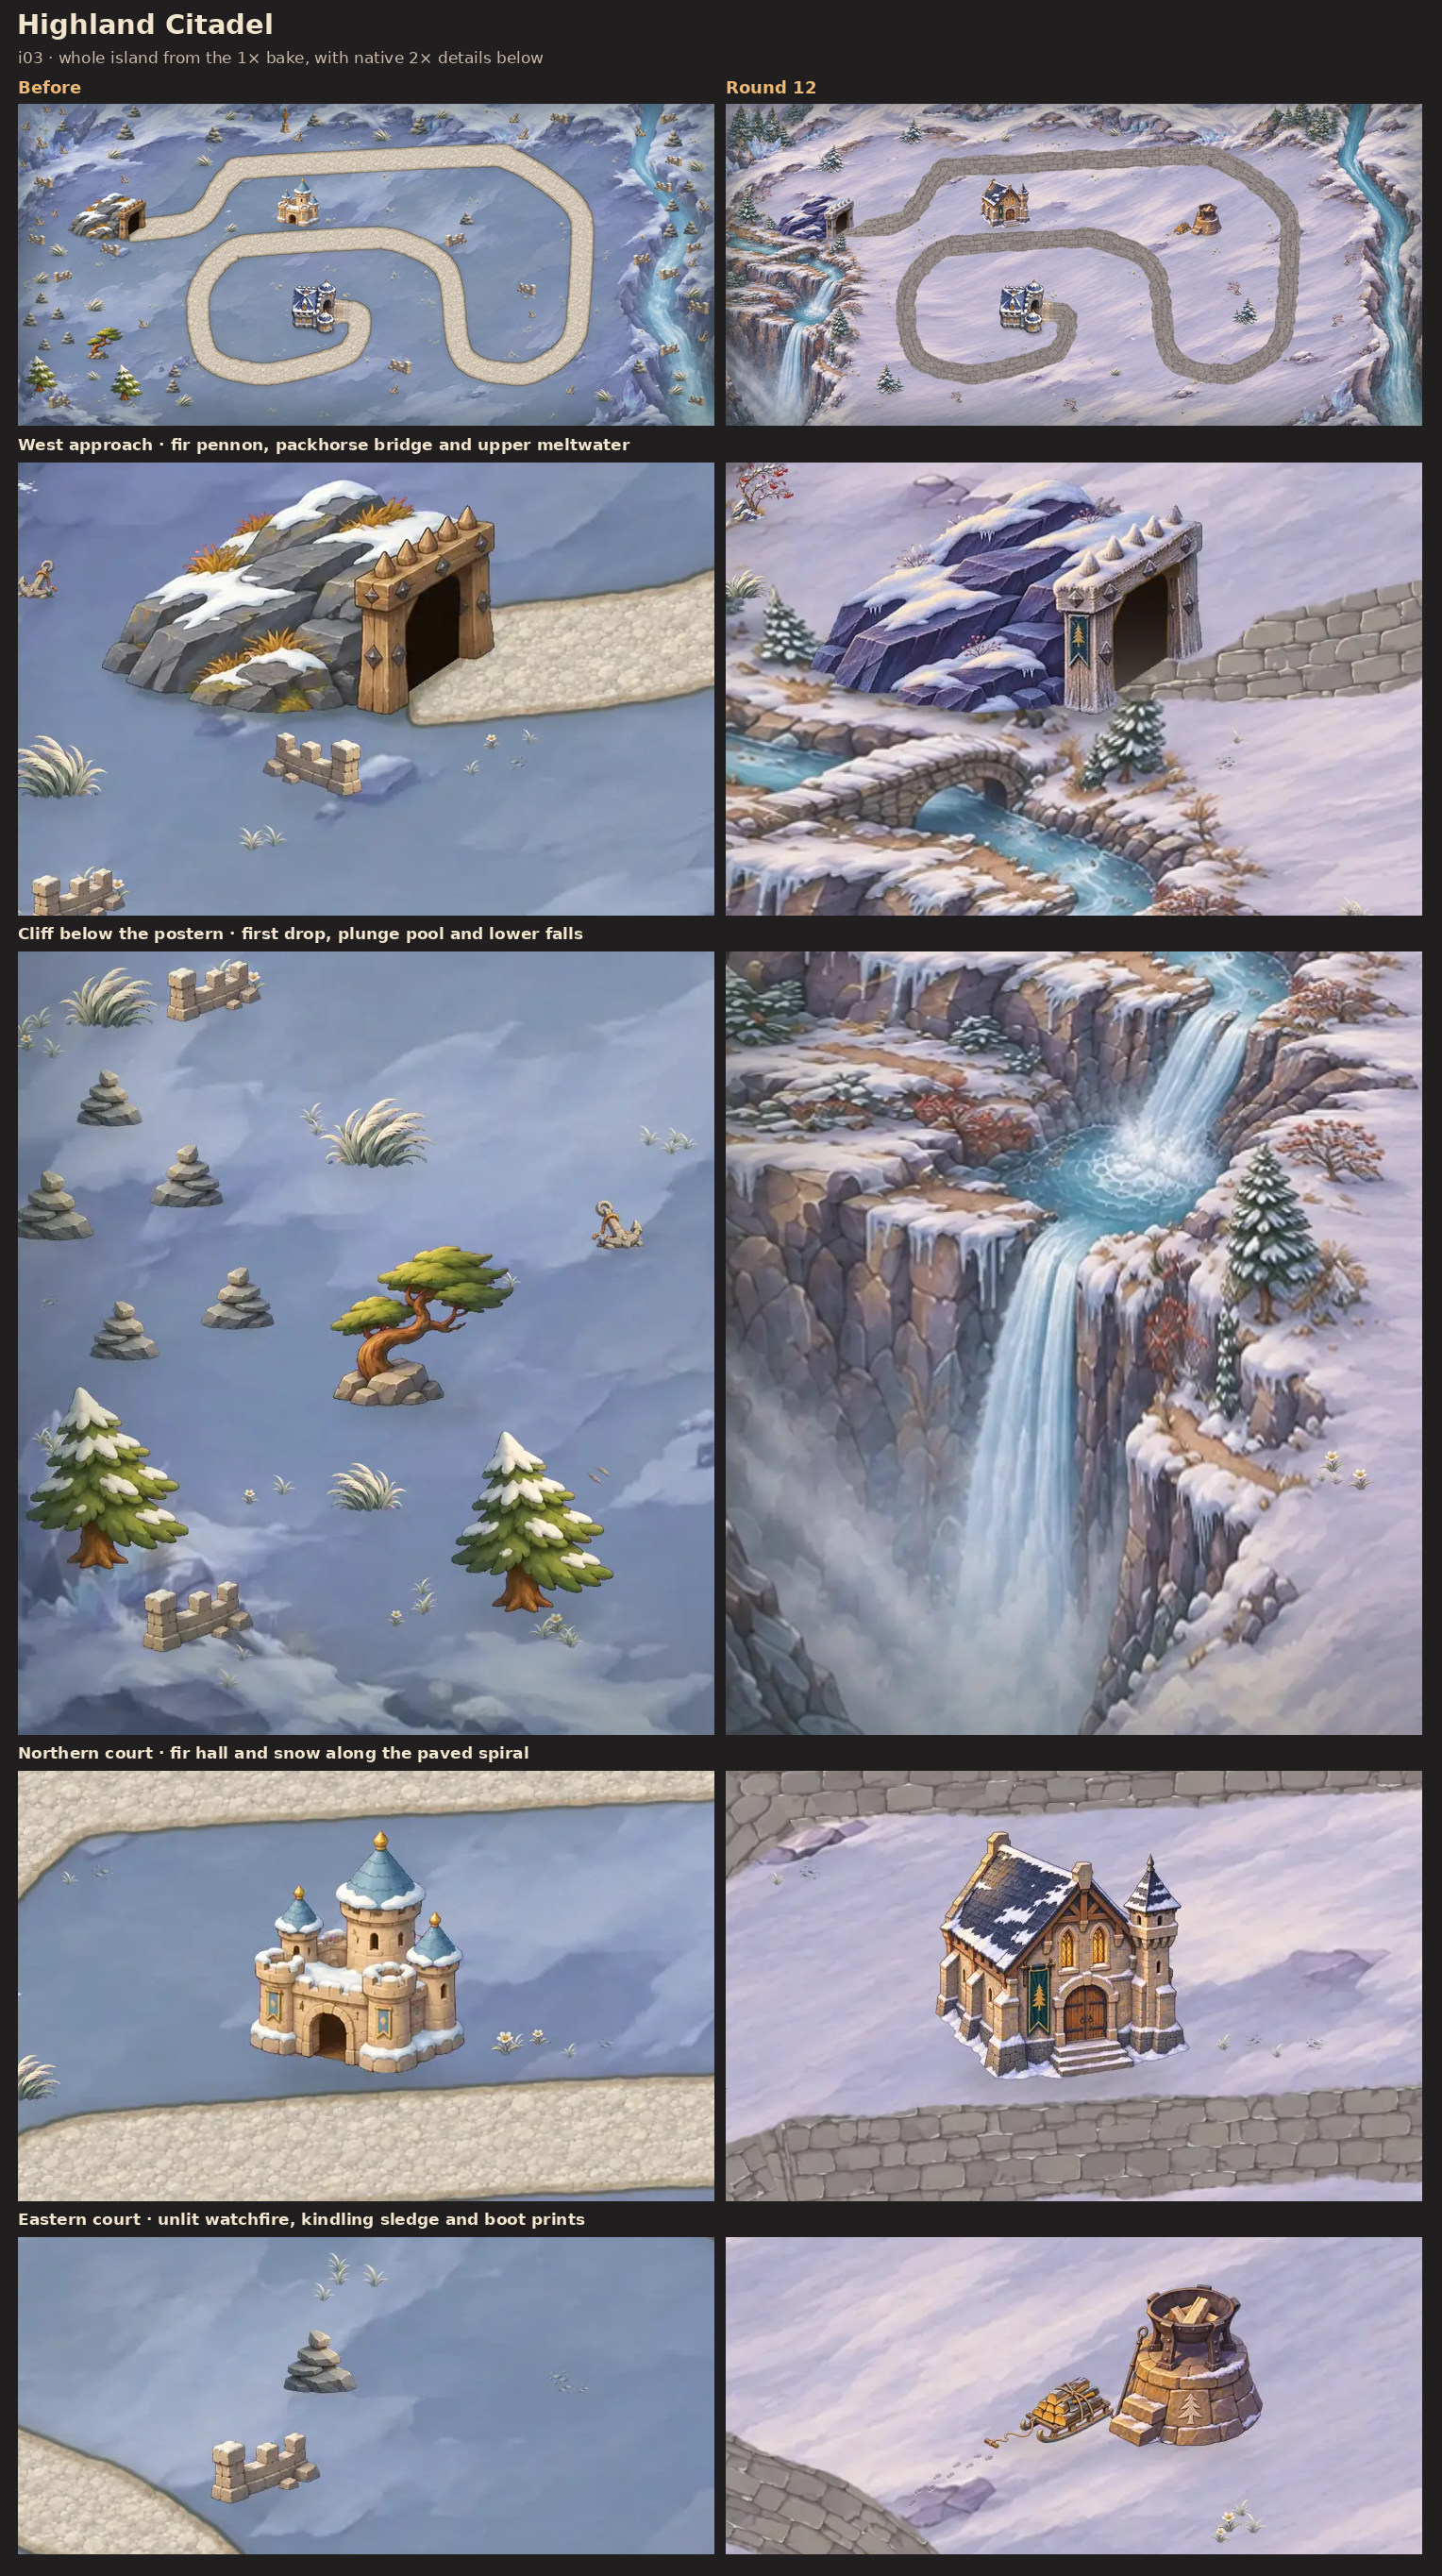 Highland Citadel
i03 · whole island from the 1× bake, with native 2× details below
Before
Round 12
West approach · fir pennon, packhorse bridge and upper meltwater
Cliff below the postern · first drop, plunge pool and lower falls
Northern court · fir hall and snow along the paved spiral
Eastern court · unlit watchfire, kindling sledge and boot prints